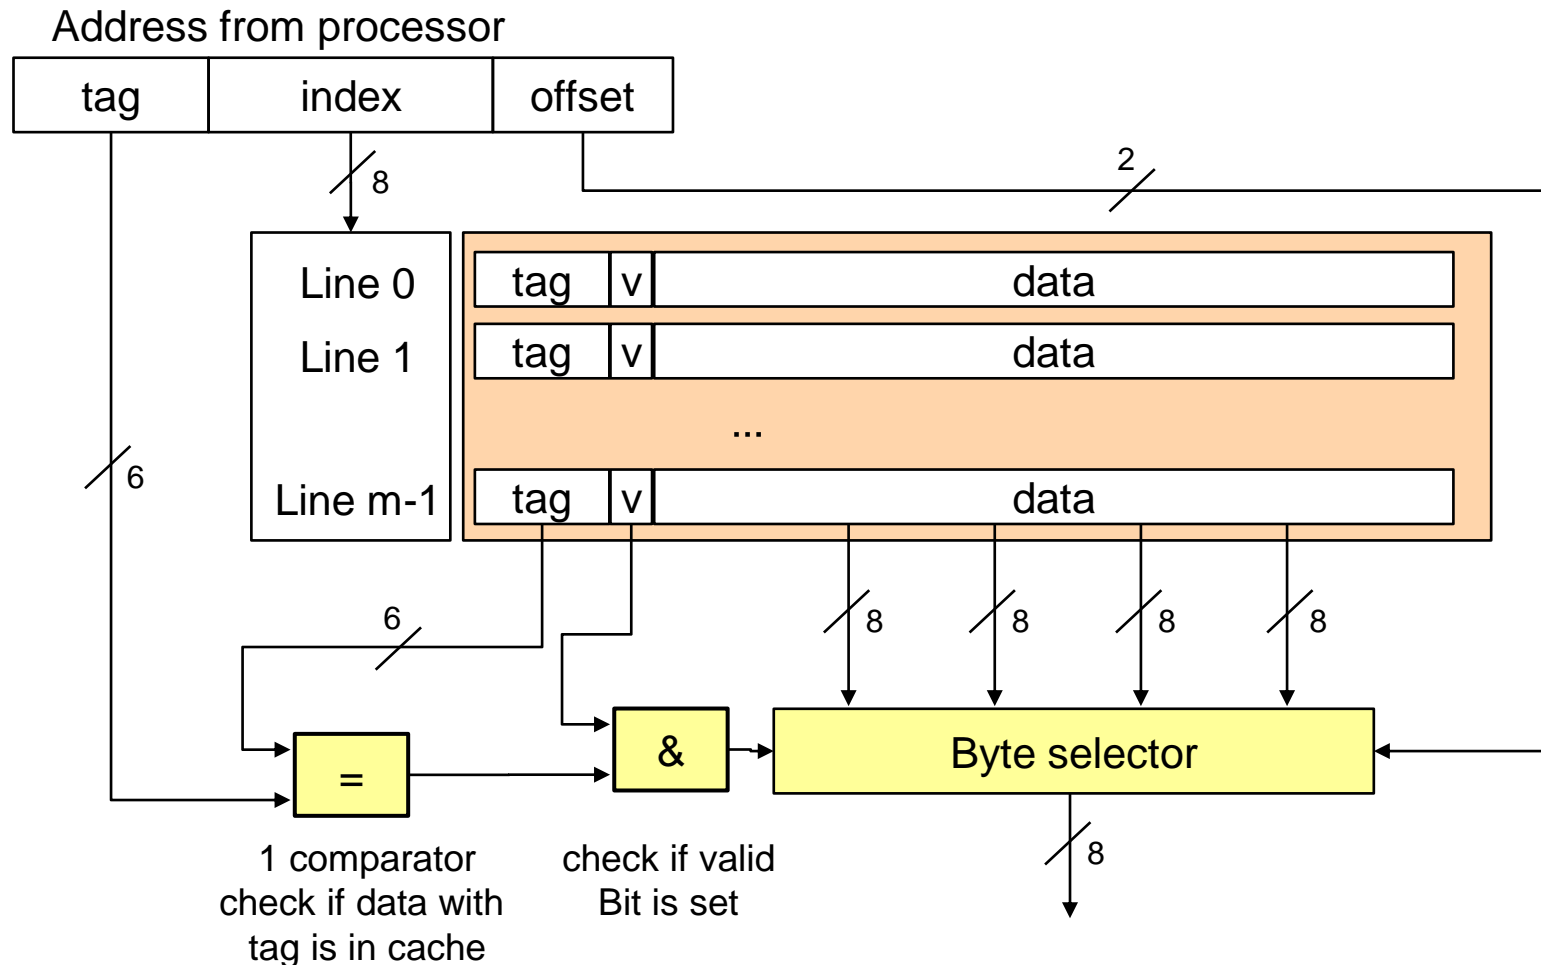 Address from processor
tag index offset
2
8
Line 0 tag v data
Line 1 tag v data
...
6
Line m-1 tag v data
6
8 8 8 8
= & Byte selector
1 comparator check if valid 8
check if data with Bit is set
tag is in cache